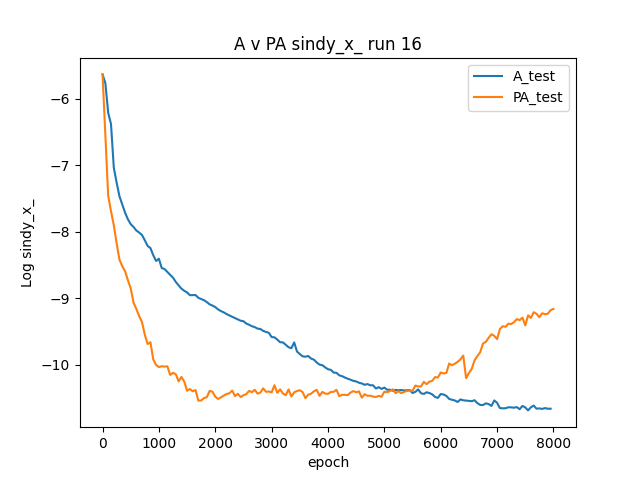 A v PA sindy_x_ run 16
A_test
PA_test
Log sindy_x_
−6
−7
−8
−9
−10
0 1000 2000 3000 4000 5000 6000 7000 8000
epoch